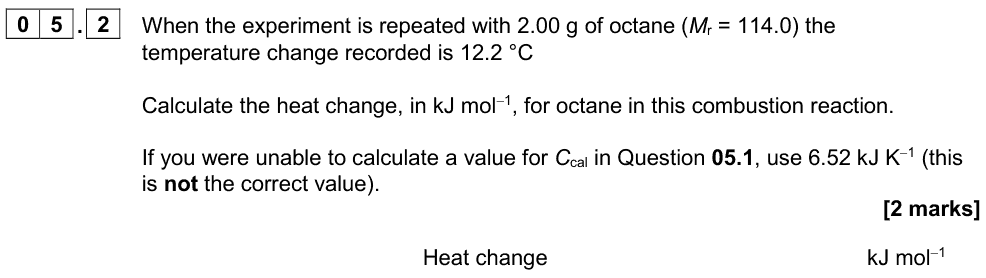 0 5 . 2 When the experiment is repeated with 2.00 g of octane (Mr = 114.0) the
temperature change recorded is 12.2 °C
Calculate the heat change, in kJ mol⁻¹, for octane in this combustion reaction.
If you were unable to calculate a value for Ccal in Question 05.1, use 6.52 kJ K⁻¹ (this
is not the correct value).
[2 marks]
Heat change kJ mol⁻¹